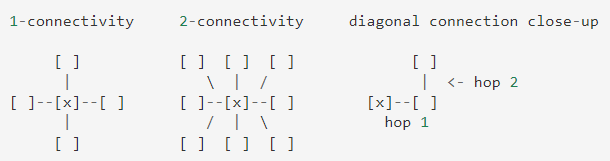 1-connectivity     2-connectivity     diagonal connection close-up
     [ ]            [ ] [ ] [ ]              [ ]
      |                \ | /                  | <- hop 2
[ ]--[x]--[ ]       [ ]--[x]--[ ]       [x]--[ ]
      |                / | \              hop 1
     [ ]            [ ] [ ] [ ]